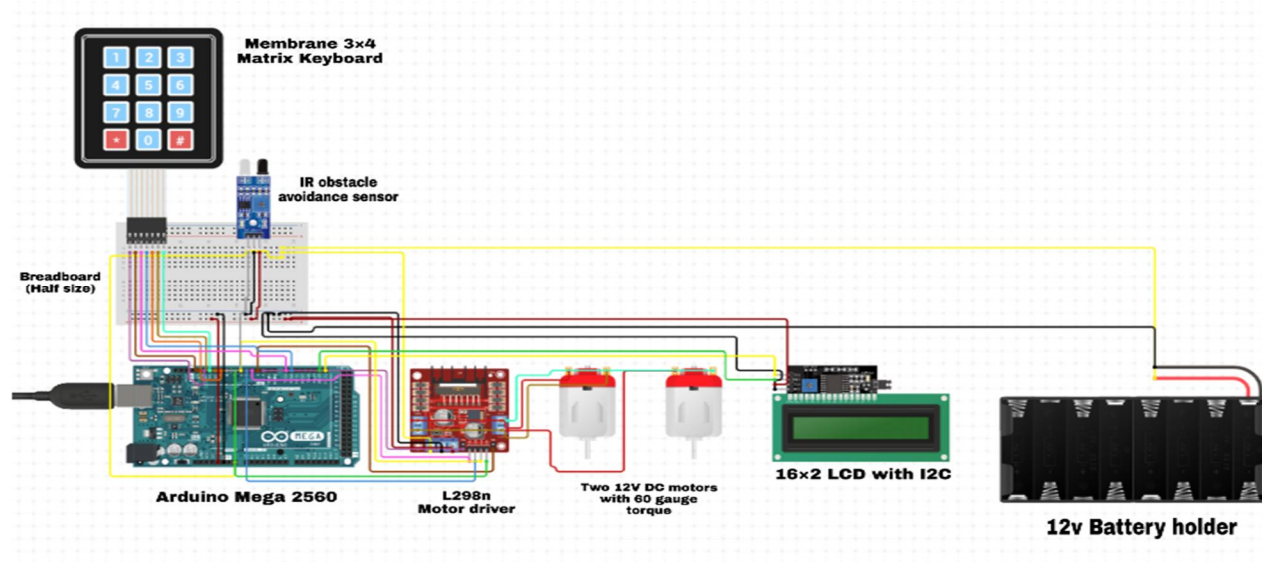 Membrane 3×4
Matrix Keyboard
1 2 3
4 5 6
7 8 9
* 0 #
IR obstacle
avoidance sensor
Breadboard
(Half size)
MEGA
Arduino Mega 2560
L298n
Motor driver
Two 12V DC motors
with 60 gauge
torque
16×2 LCD with I2C
12v Battery holder